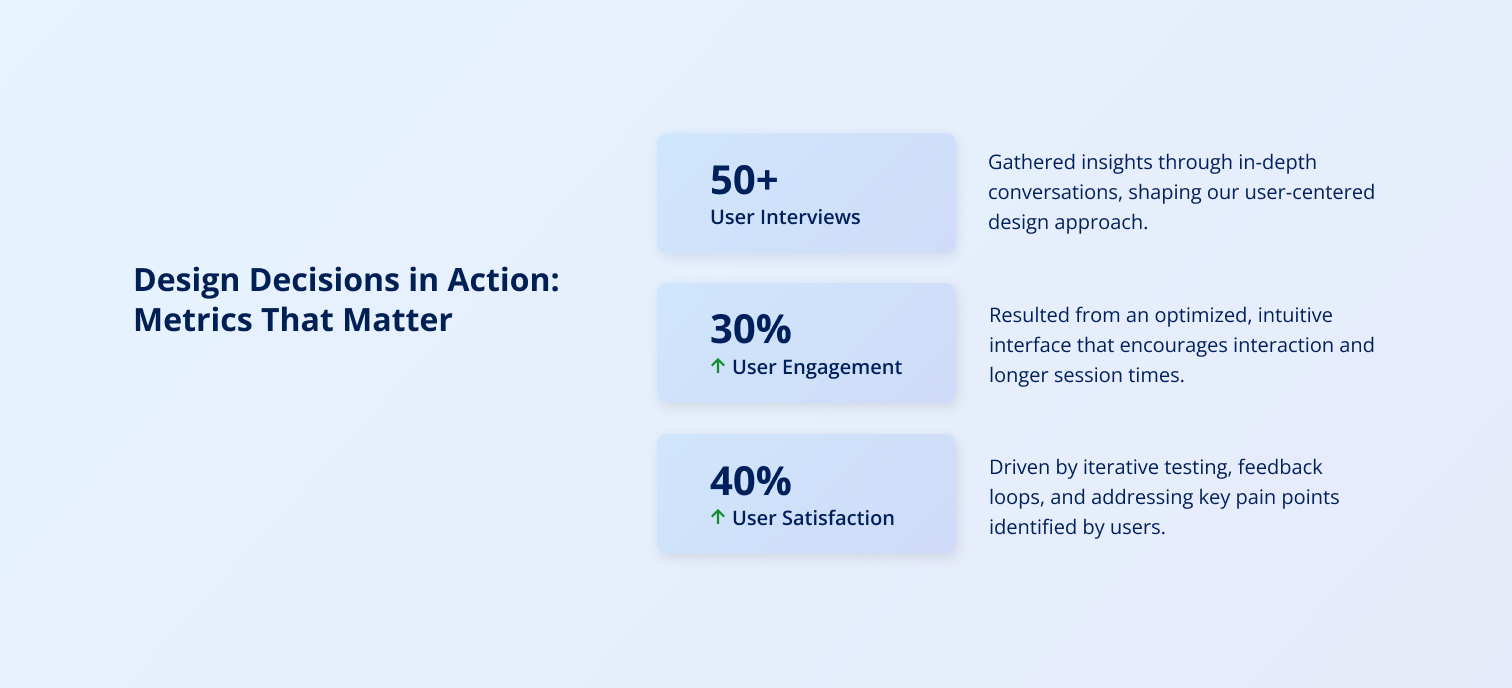 Design Decisions in Action:
Metrics That Matter
50+
User Interviews
Gathered insights through in-depth
conversations, shaping our user-centered
design approach.
30%
↑ User Engagement
Resulted from an optimized, intuitive
interface that encourages interaction and
longer session times.
40%
↑ User Satisfaction
Driven by iterative testing, feedback
loops, and addressing key pain points
identified by users.